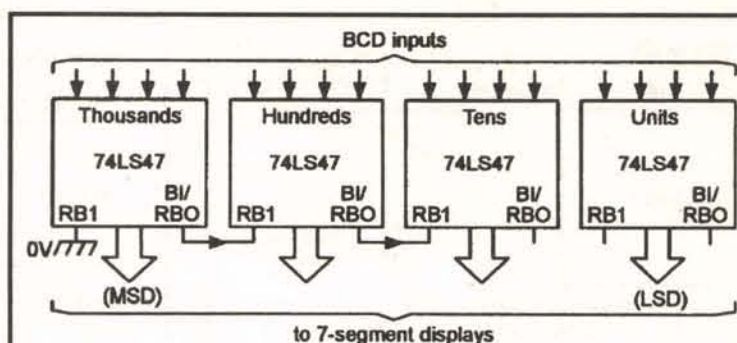 BCD inputs
Thousands
Hundreds
Tens
Units
74LS47
74LS47
74LS47
74LS47
RB1
BI/
RBO
RB1
BI/
RBO
RB1
BI/
RBO
RB1
BI/
RBO
0V
(MSD)
(LSD)
to 7-segment displays